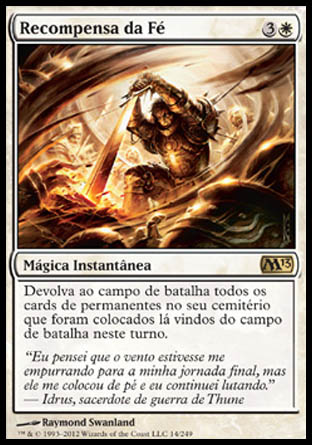 Recompensa da Fé 3
Mágica Instantânea M13
Devolva ao campo de batalha todos os
cards de permanentes no seu cemitério
que foram colocados lá vindos do campo
de batalha neste turno.
"Eu pensei que o vento estivesse me
empurrando para a minha jornada final, mas
ele me colocou de pé e eu continuei lutando."
— Idrus, sacerdote de guerra de Thune
Raymond Swanland
™ & © 1993–2012 Wizards of the Coast LLC 14/249